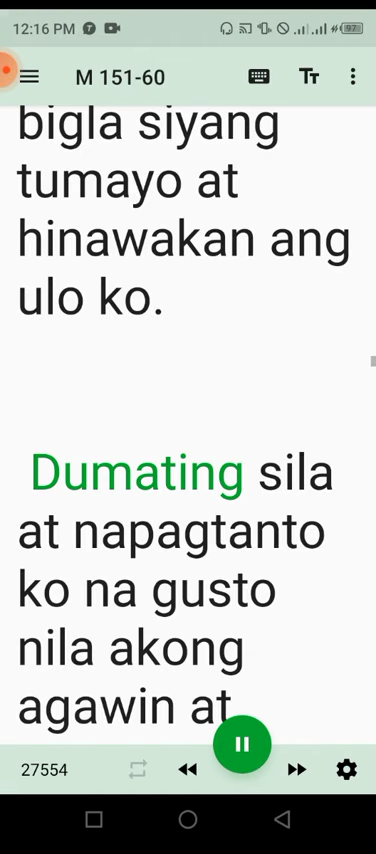 12:16 PM
97
M 151-60
bigla siyang
tumayo at
hinawakan ang
ulo ko.
Dumating sila
at napagtanto
ko na gusto
nila akong
agawin at
27554